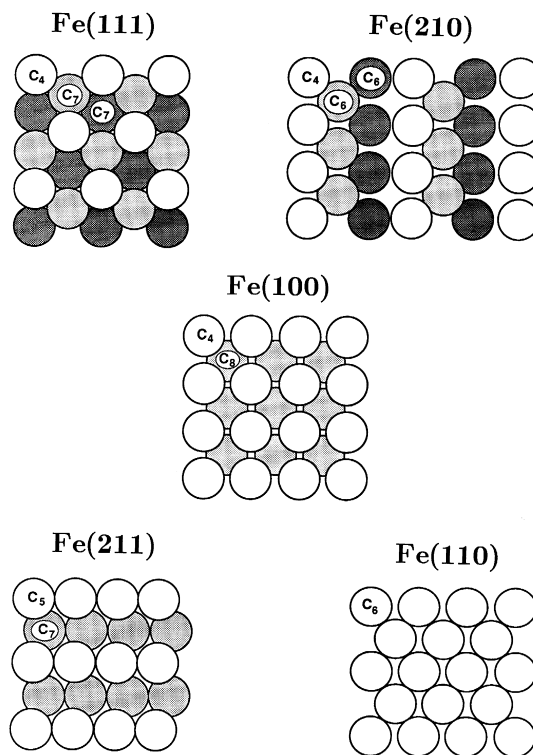 Fe(111)
Fe(210)
C4
C7
C7
C4
C6
C6
Fe(100)
C4
C8
Fe(211)
Fe(110)
C5
C7
C6